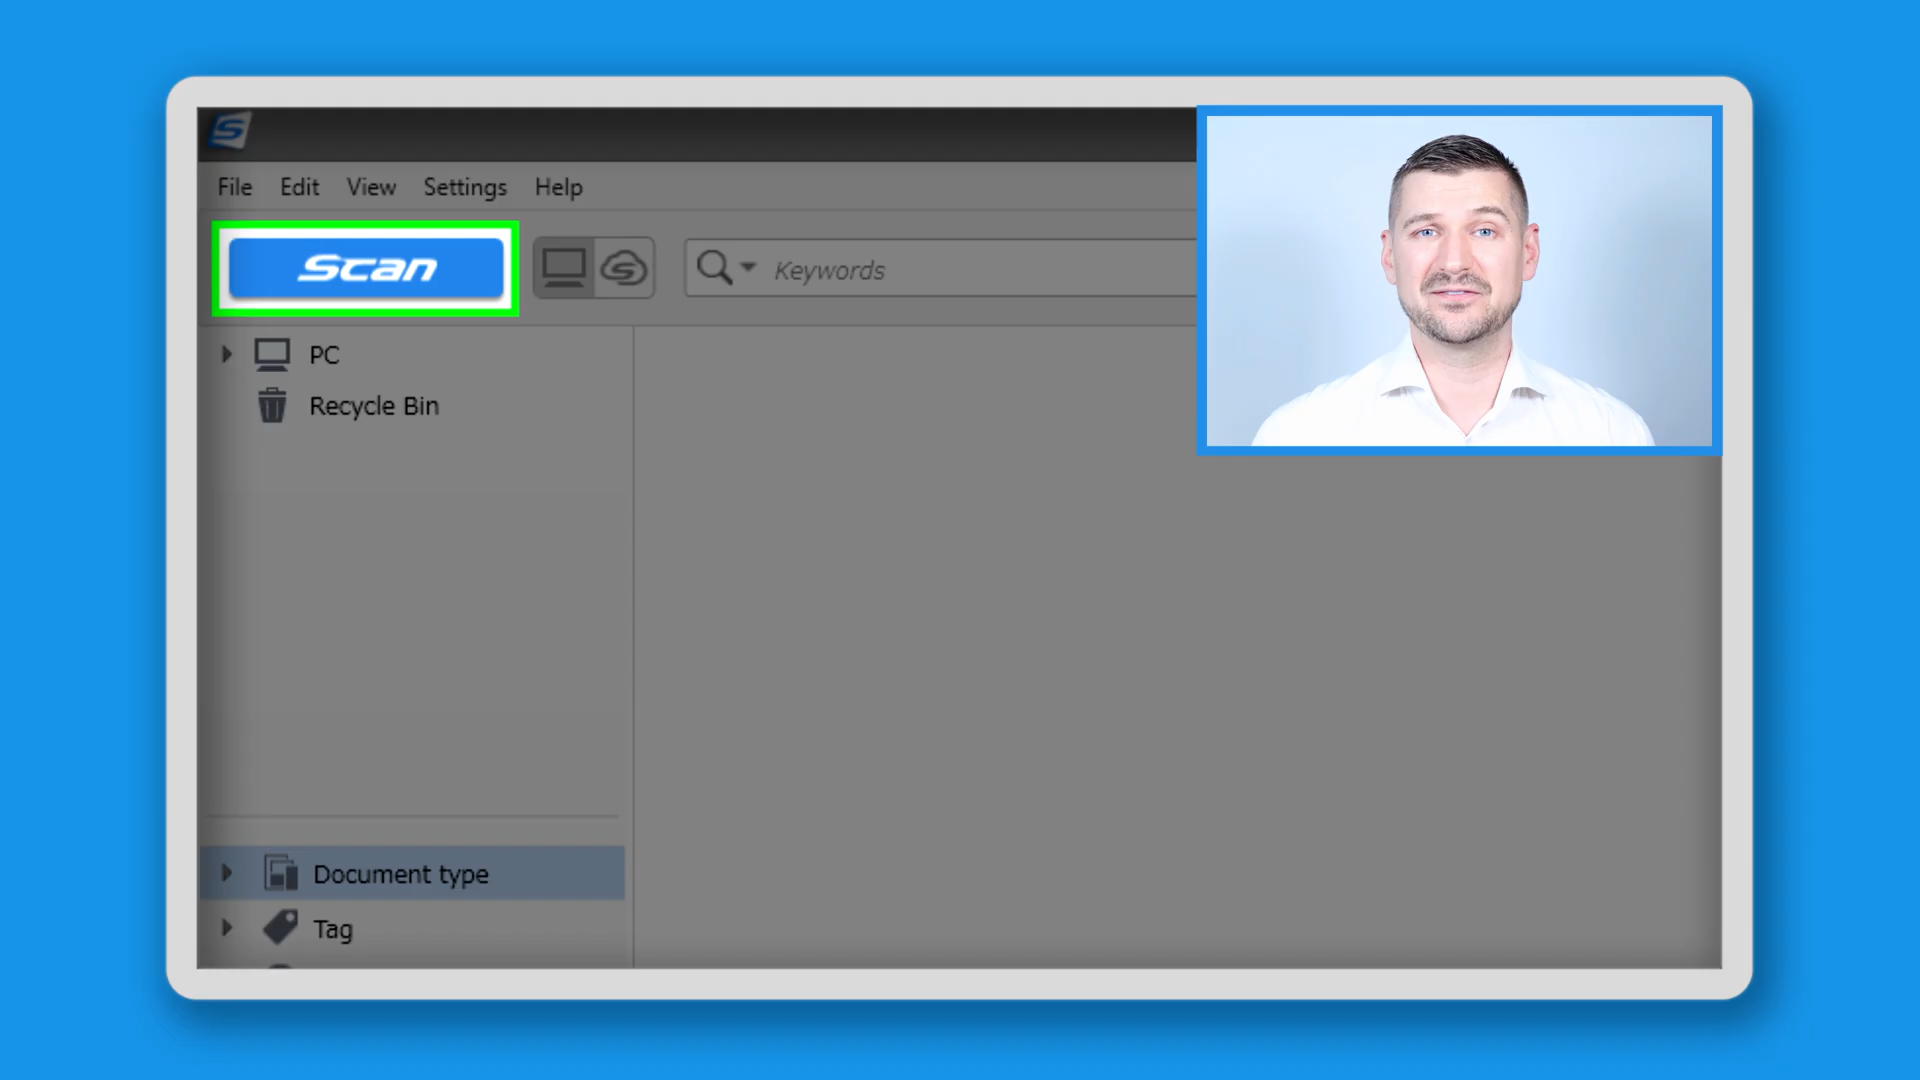 File Edit View Settings Help
Scan
Keywords
PC
Recycle Bin
Document type
Tag